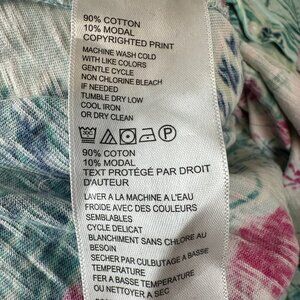 90% COTTON
10% MODAL
COPYRIGHTED PRINT
MACHINE WASH COLD
WITH LIKE COLORS
GENTLE CYCLE
NON CHLORINE BLEACH
IF NEEDED
TUMBLE DRY LOW
COOL IRON
OR DRY CLEAN
90% COTON
10% MODAL
TEXT PROTÉGÉ PAR DROIT
D'AUTEUR
LAVER A LA MACHINE A L'EAU
FROIDE AVEC DES COULEURS
SEMBLABLES
CYCLE DELICAT
BLANCHIMENT SANS CHLORE AU
BESOIN
SECHER PAR CULBUTAGE A BASSE
TEMPERATURE
FER A BASSE TEMPERATURE
OU NETTOYER A SEC